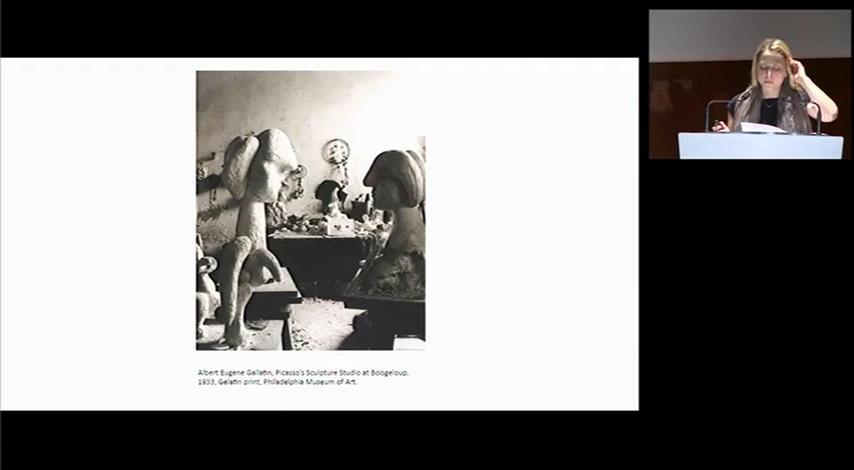 Albert Eugene Gallatin, Picasso's Sculpture Studio at Boisgeloup,
1933, Gelatin print, Philadelphia Museum of Art.